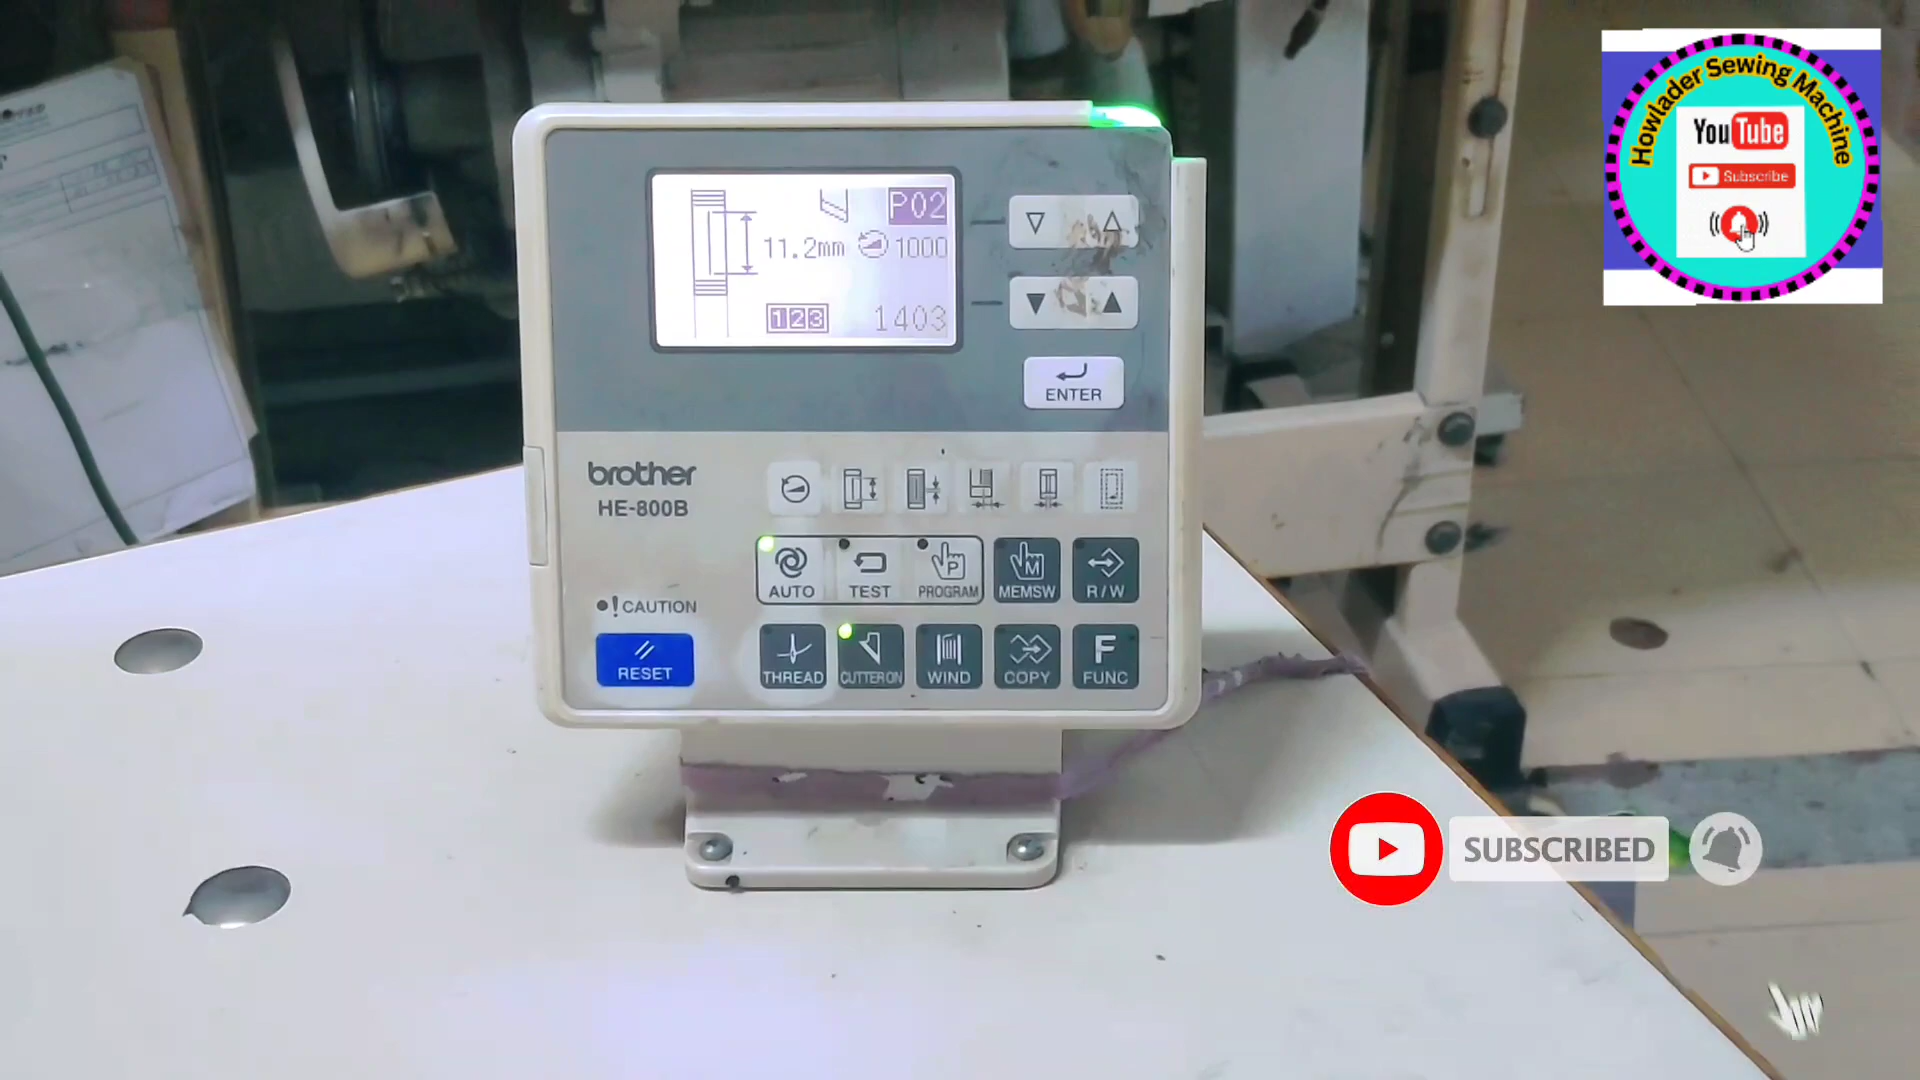 Howlader Sewing Machine
YouTube
Subscribe
P02
11.2mm 1000
123 1403
ENTER
brother
HE-800B
AUTO TEST PROGRAM MEMSW R/W
!CAUTION
RESET
THREAD CUTTER ON WIND COPY FUNC
P
M
F
SUBSCRIBED